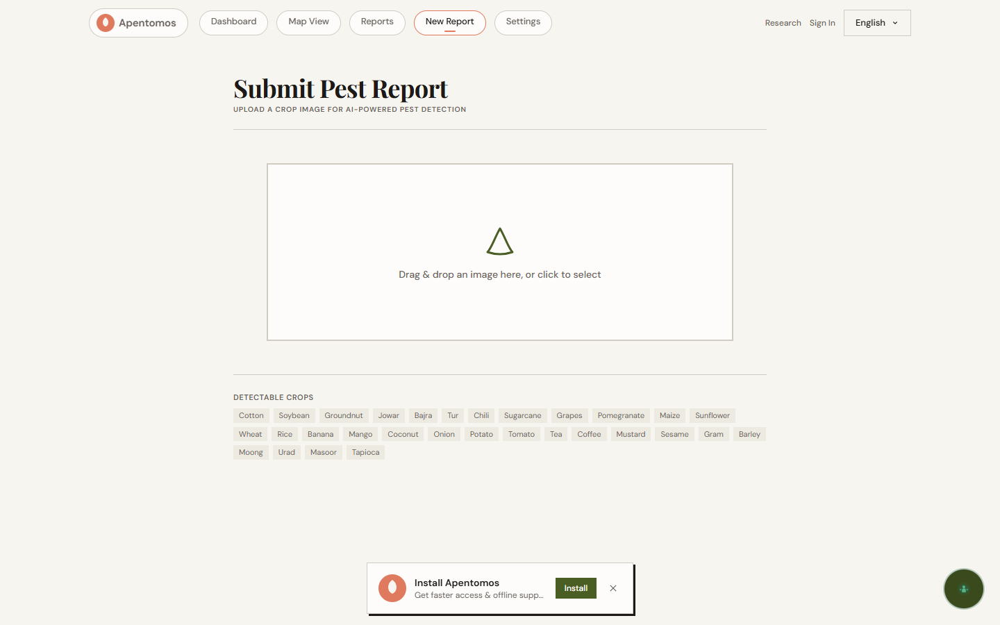 Apentomos
Dashboard
Map View
Reports
New Report
Settings
Research
Sign In
English
Submit Pest Report
UPLOAD A CROP IMAGE FOR AI-POWERED PEST DETECTION
Drag & drop an image here, or click to select
DETECTABLE CROPS
Cotton Soybean Groundnut Jowar Bajra Tur Chili Sugarcane Grapes Pomegranate Maize Sunflower
Wheat Rice Banana Mango Coconut Onion Potato Tomato Tea Coffee Mustard Sesame Gram Barley
Moong Urad Masoor Tapioca
Install Apentomos
Get faster access & offline supp...
Install